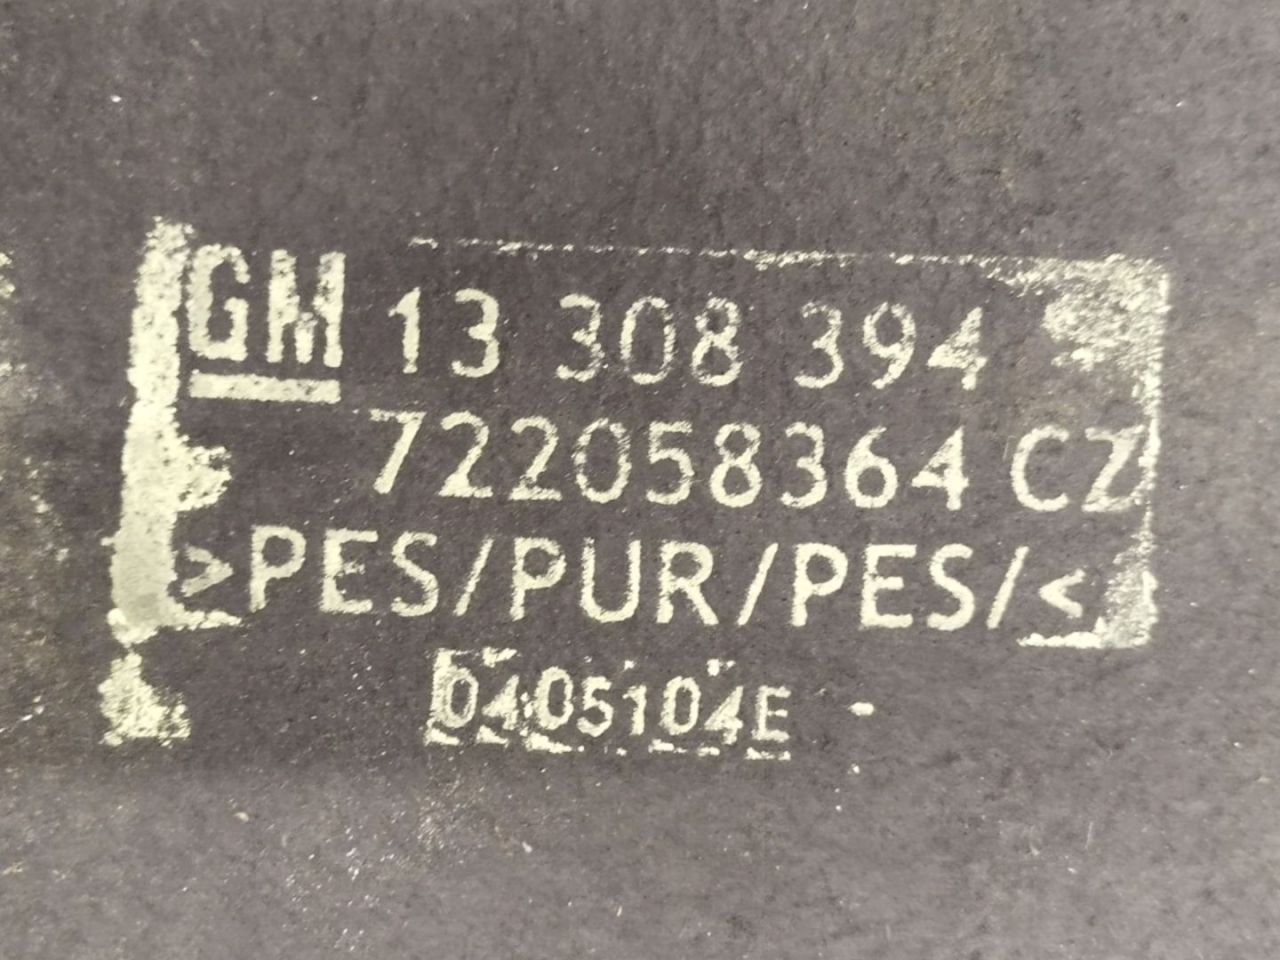 GM 13 308 394
722058364 CZ
>PES/PUR/PES/<
0405104E